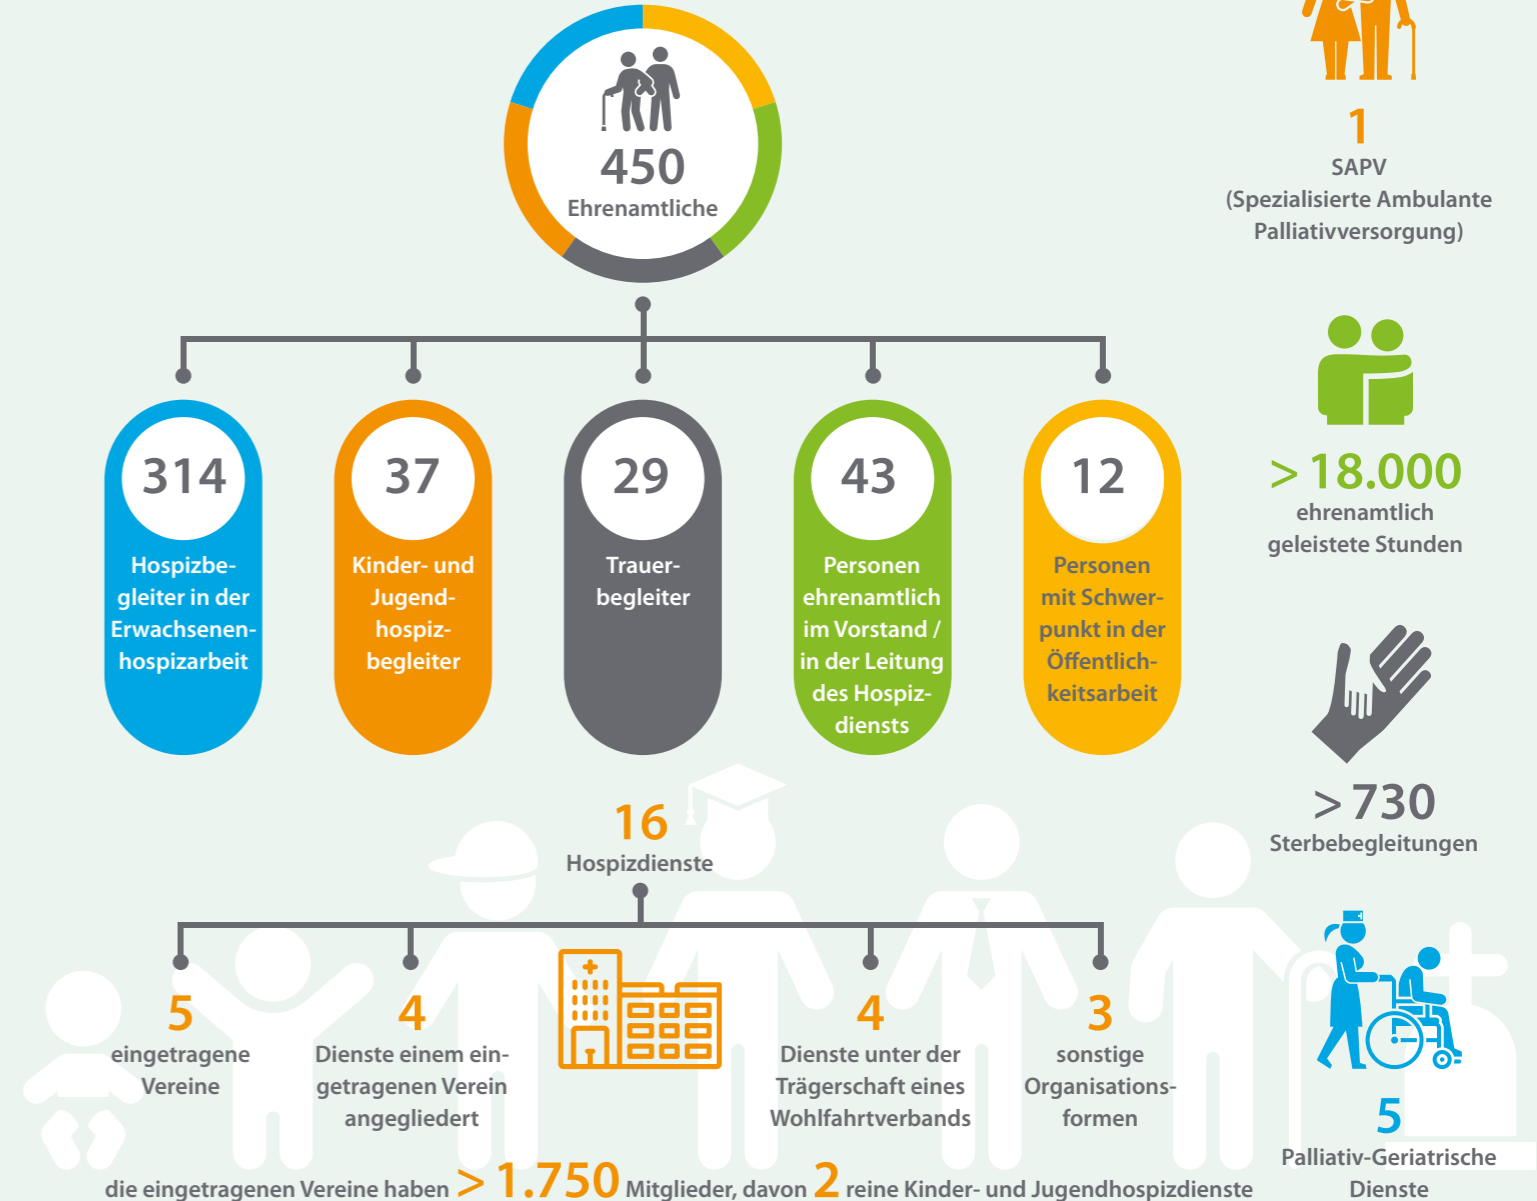 450
Ehrenamtliche
314
Hospizbe-
gleiter in der
Erwachsenen-
hospizarbeit
37
Kinder- und
Jugend-
hospiz-
begleiter
29
Trauer-
begleiter
43
Personen
ehrenamtlich
im Vorstand /
in der Leitung
des Hospiz-
diensts
12
Personen
mit Schwer-
punkt in der
Öffentlich-
keitsarbeit
16
Hospizdienste
5
eingetragene
Vereine
4
Dienste einem ein-
getragenen Verein
angegliedert
4
Dienste unter der
Trägerschaft eines
Wohlfahrtverbands
3
sonstige
Organisations-
formen
die eingetragenen Vereine haben > 1.750 Mitglieder, davon 2 reine Kinder- und Jugendhospizdienste
1
SAPV
(Spezialisierte Ambulante
Palliativversorgung)
> 18.000
ehrenamtlich
geleistete Stunden
> 730
Sterbebegleitungen
5
Palliativ-Geriatrische
Dienste